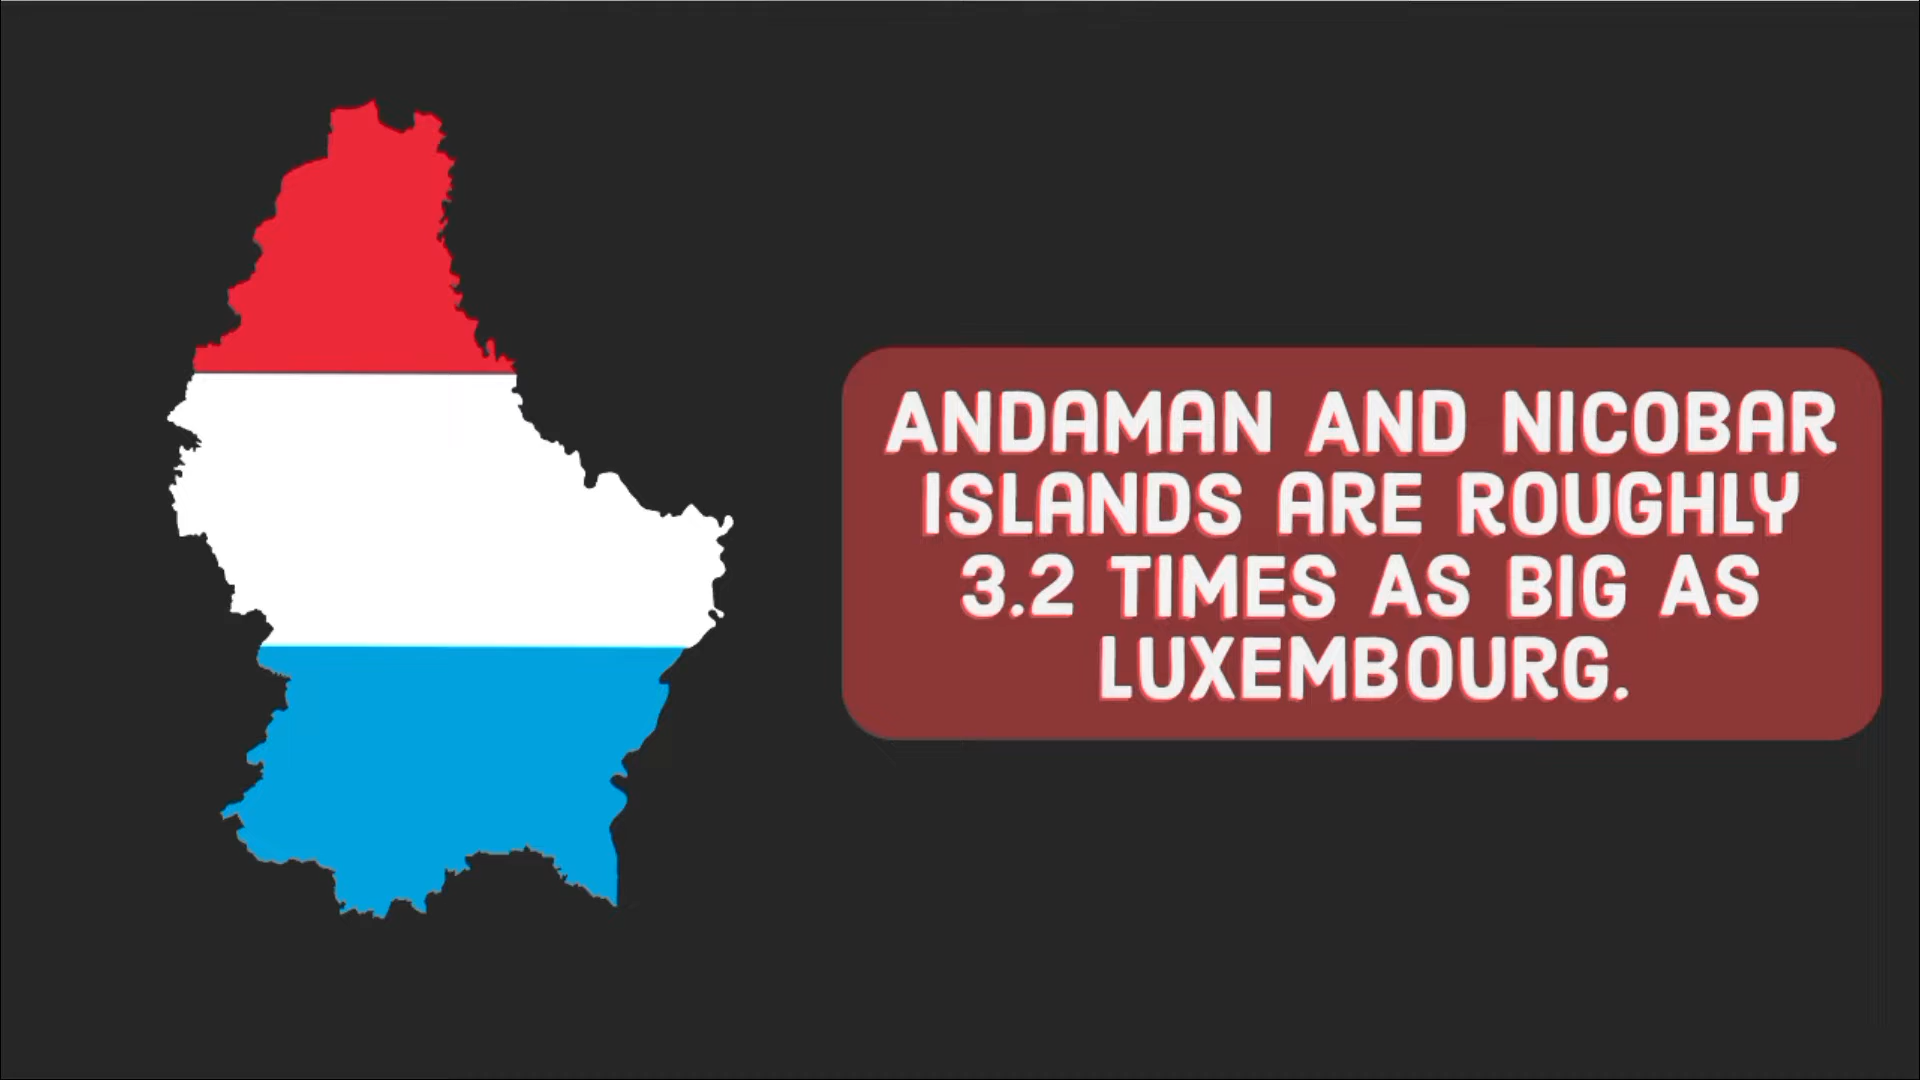 ANDAMAN AND NICOBAR
ISLANDS ARE ROUGHLY
3.2 TIMES AS BIG AS
LUXEMBOURG.